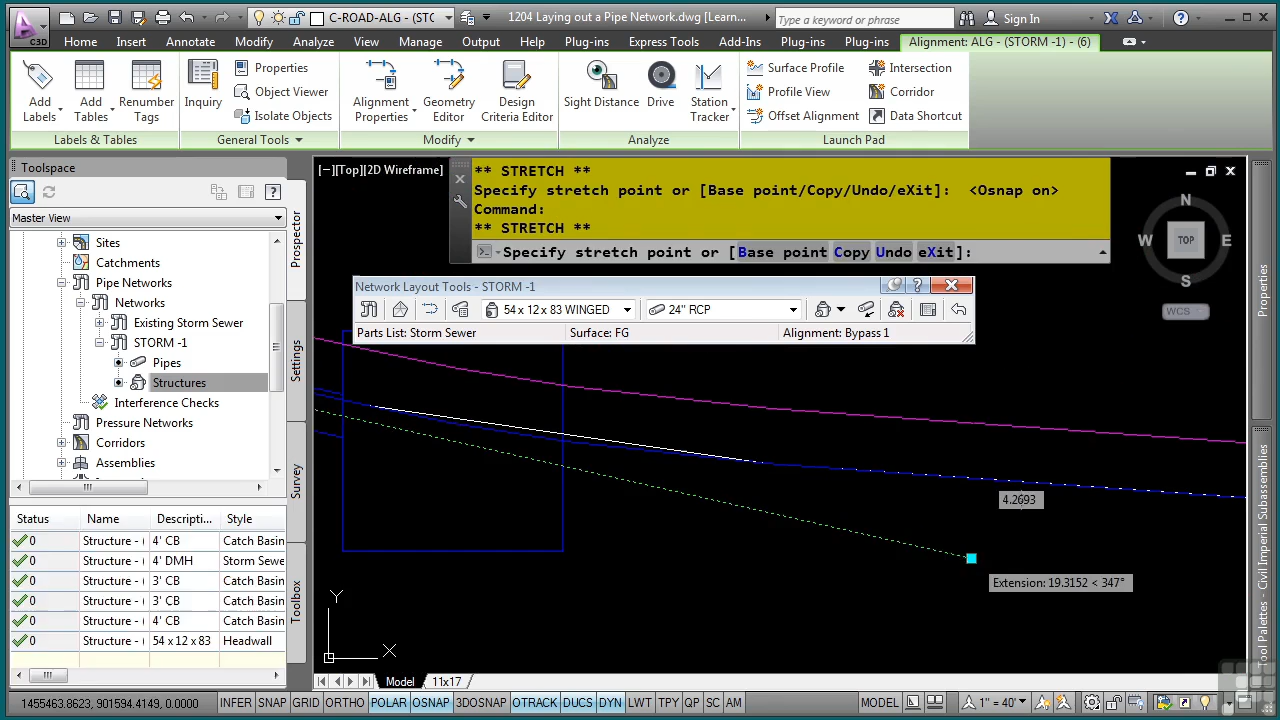 C-ROAD-ALG - (STC
1204 Laying out a Pipe Network.dwg [Learn...
Type a keyword or phrase
Sign In
C3D
Home Insert Annotate Modify Analyze View Manage Output Help Plug-ins Express Tools Add-Ins Plug-ins Plug-ins Alignment: ALG - (STORM -1) - (6)
Add Labels
Add Tables
Renumber Tags
Labels & Tables
Inquiry
Properties
Object Viewer
Isolate Objects
General Tools
Alignment Properties
Geometry Editor
Design Criteria Editor
Modify
Sight Distance
Drive
Station Tracker
Analyze
Surface Profile
Profile View
Offset Alignment
Intersection
Corridor
Data Shortcut
Launch Pad
Toolspace
Master View
Sites
Catchments
Pipe Networks
Networks
Existing Storm Sewer
STORM -1
Pipes
Structures
Interference Checks
Pressure Networks
Corridors
Assemblies
Prospector
Settings
Survey
Toolbox
Status Name Descripti... Style
0 Structure - ( 4' CB Catch Basin
0 Structure - ( 4' DMH Storm Sewe
0 Structure - ( 3' CB Catch Basin
0 Structure - ( 3' CB Catch Basin
0 Structure - ( 4' CB Catch Basin
0 Structure - ( 54 x 12 x 83 Headwall
[−][Top][2D Wireframe]
** STRETCH **
Specify stretch point or [Base point/Copy/Undo/eXit]: <Osnap on>
Command:
** STRETCH **
Specify stretch point or [Base point Copy Undo eXit]:
N
W TOP E
S
WCS
Network Layout Tools - STORM -1
54 x 12 x 83 WINGED
24'' RCP
Parts List: Storm Sewer Surface: FG Alignment: Bypass 1
4.2693
Extension: 19.3152 < 347°
Y
X
Properties
Tool Palettes - Civil Imperial Subassemblies
Model 11x17
INFER SNAP GRID ORTHO POLAR OSNAP 3DOSNAP OTRACK DUCS DYN LWT TPY QP SC AM
MODEL
1" = 40'